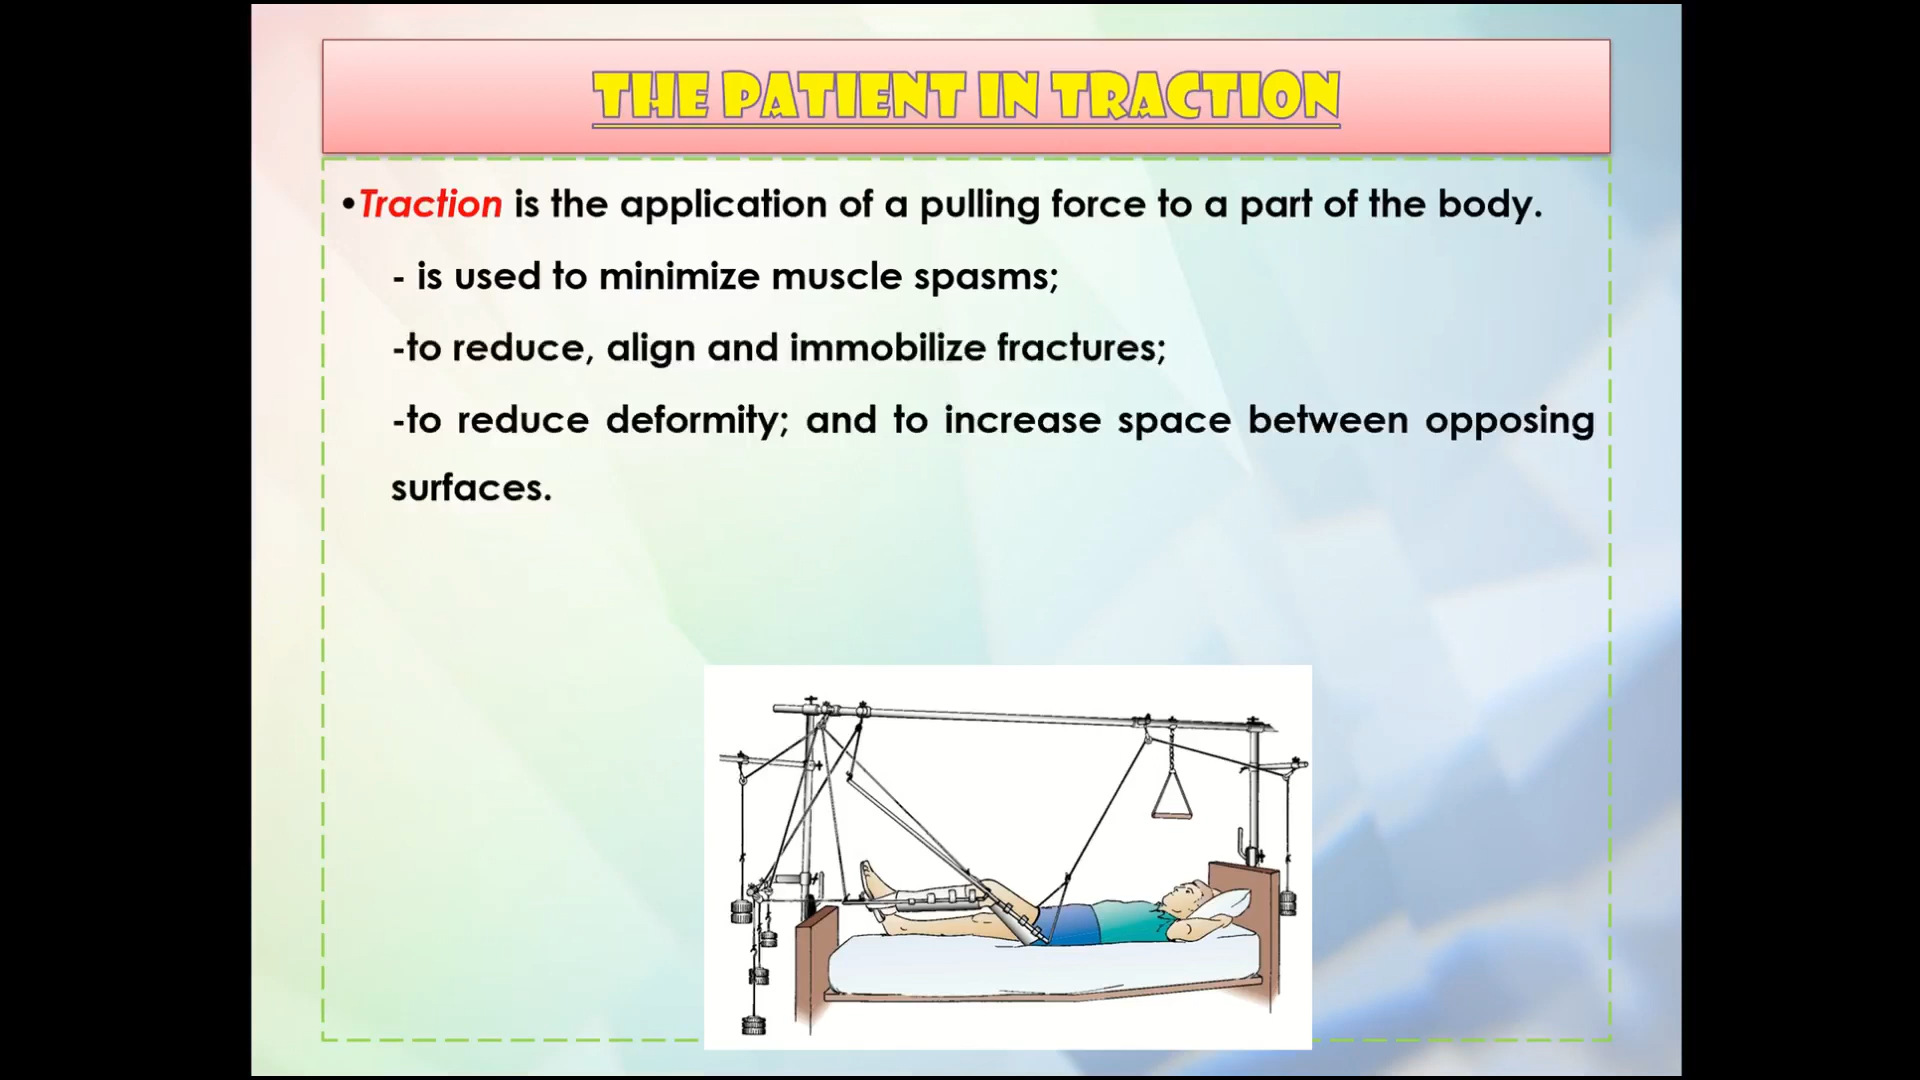 THE PATIENT IN TRACTION
•Traction is the application of a pulling force to a part of the body.
- is used to minimize muscle spasms;
-to reduce, align and immobilize fractures;
-to reduce deformity; and to increase space between opposing
surfaces.